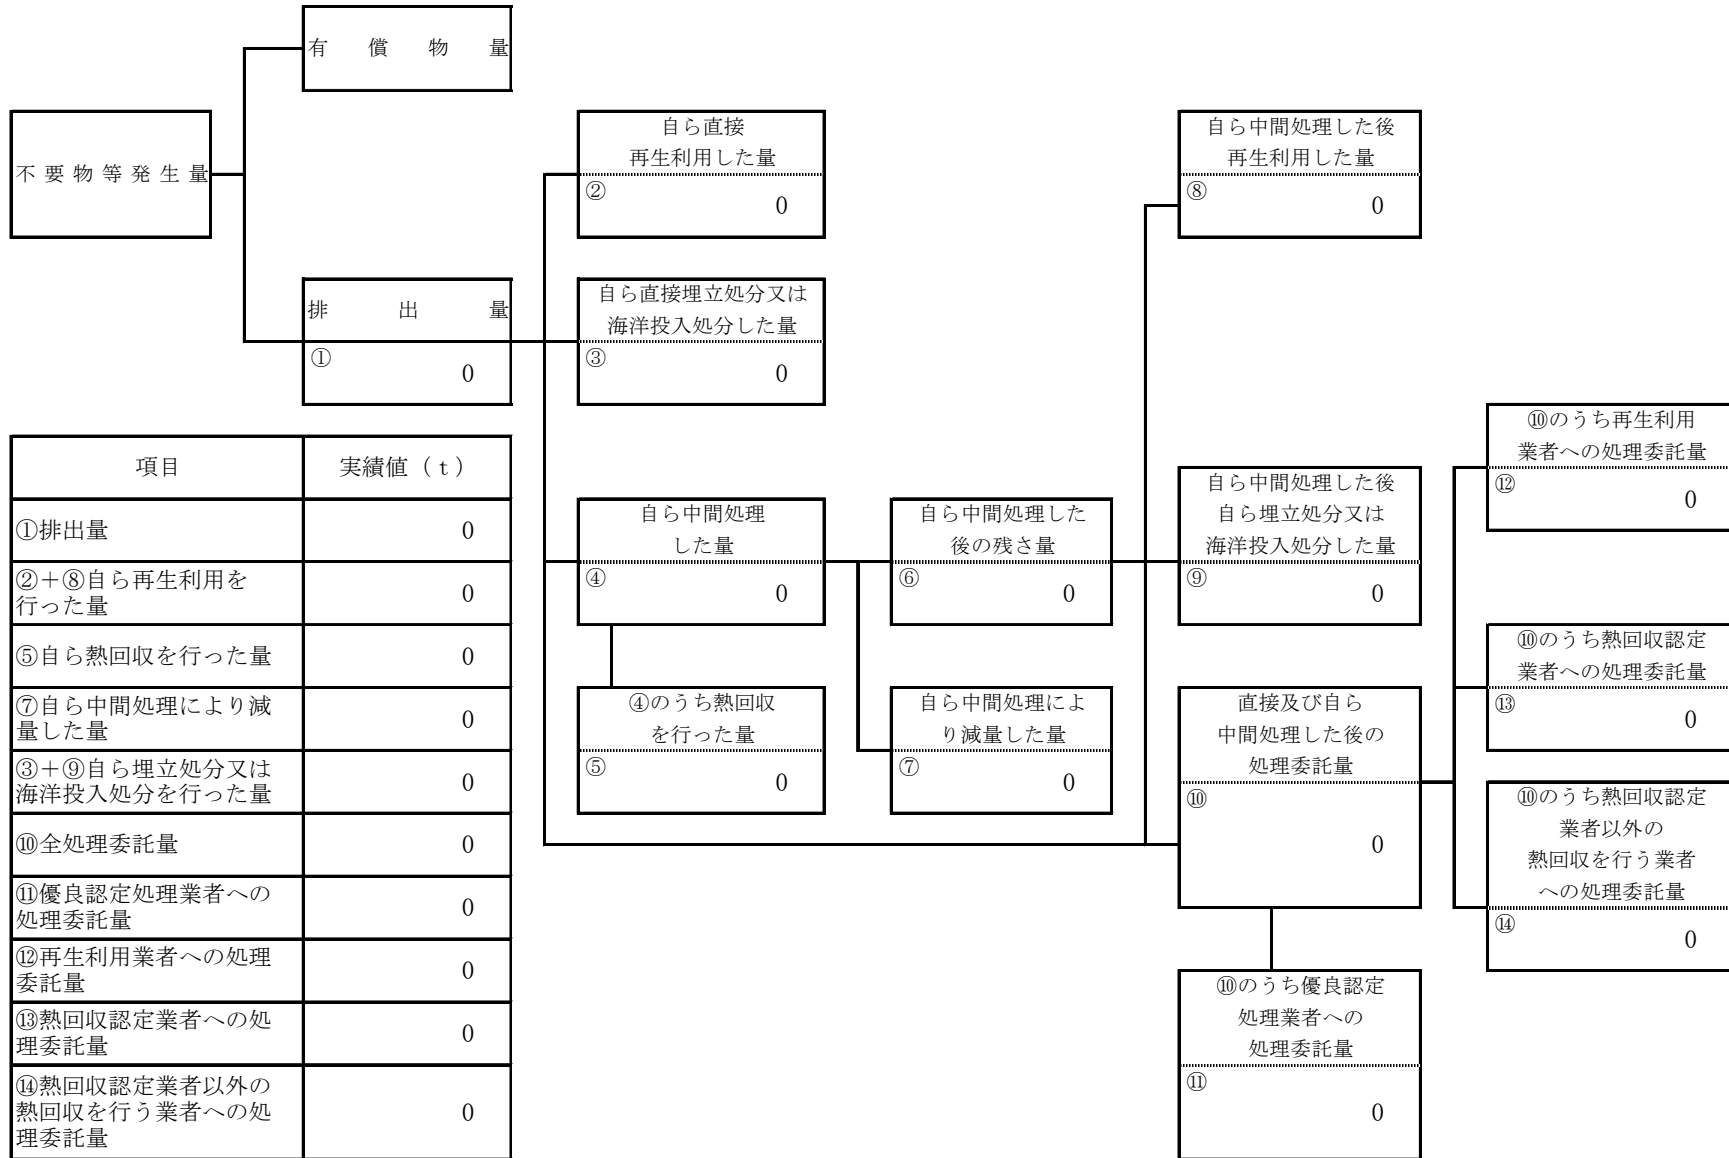 有償物量
不要物等発生量
排出量
①
0
自ら直接
再生利用した量
②
0
自ら直接埋立処分又は
海洋投入処分した量
③
0
自ら中間処理
した量
④
0
④のうち熱回収
を行った量
⑤
0
自ら中間処理した
後の残さ量
⑥
0
自ら中間処理によ
り減量した量
⑦
0
自ら中間処理した後
再生利用した量
⑧
0
自ら中間処理した後
自ら埋立処分又は
海洋投入処分した量
⑨
0
直接及び自ら
中間処理した後の
処理委託量
⑩
0
⑩のうち優良認定
処理業者への
処理委託量
⑪
0
⑩のうち再生利用
業者への処理委託量
⑫
0
⑩のうち熱回収認定
業者への処理委託量
⑬
0
⑩のうち熱回収認定
業者以外の
熱回収を行う業者
への処理委託量
⑭
0
項目 実績値（ｔ）
①排出量 0
②＋⑧自ら再生利用を
行った量 0
⑤自ら熱回収を行った量 0
⑦自ら中間処理により減
量した量 0
③＋⑨自ら埋立処分又は
海洋投入処分を行った量 0
⑩全処理委託量 0
⑪優良認定処理業者への
処理委託量 0
⑫再生利用業者への処理
委託量 0
⑬熱回収認定業者への処
理委託量 0
⑭熱回収認定業者以外の
熱回収を行う業者への処
理委託量 0